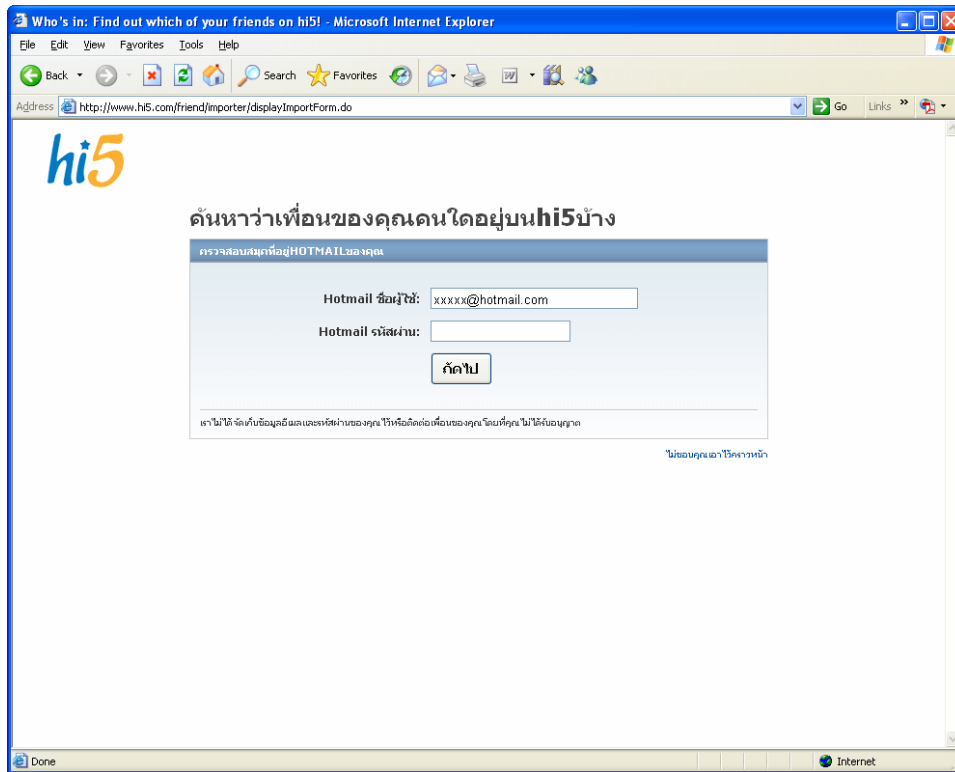 Who's in: Find out which of your friends on hi5! - Microsoft Internet Explorer
File Edit View Favorites Tools Help
Back Search Favorites
Address http://www.hi5.com/friend/importer/displayImportForm.do Go Links »
hi5
ค้นหาว่าเพื่อนของคุณคนใดอยู่บนhi5บ้าง
ตรวจสอบสมุดที่อยู่HOTMAILของคุณ
Hotmail ชื่อผู้ใช้: xxxxx@hotmail.com
Hotmail รหัสผ่าน:
ถัดไป
เราไม่ได้จัดเก็บข้อมูลอีเมลและรหัสผ่านของคุณไว้หรือติดต่อเพื่อนของคุณโดยที่คุณไม่ได้รับอนุญาต
ไม่ขอบคุณเอาไว้คราวหน้า
Done Internet